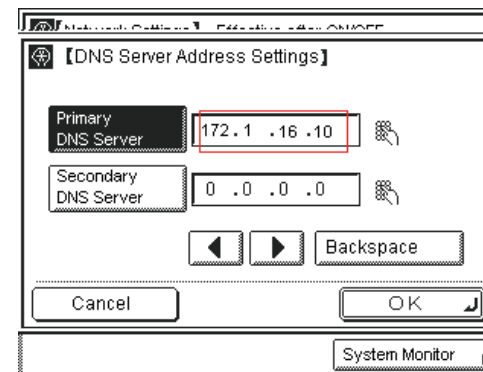 【DNS Server Address Settings】
Primary
DNS Server
172.1 .16 .10
Secondary
DNS Server
0 .0 .0 .0
Backspace
Cancel
OK
System Monitor